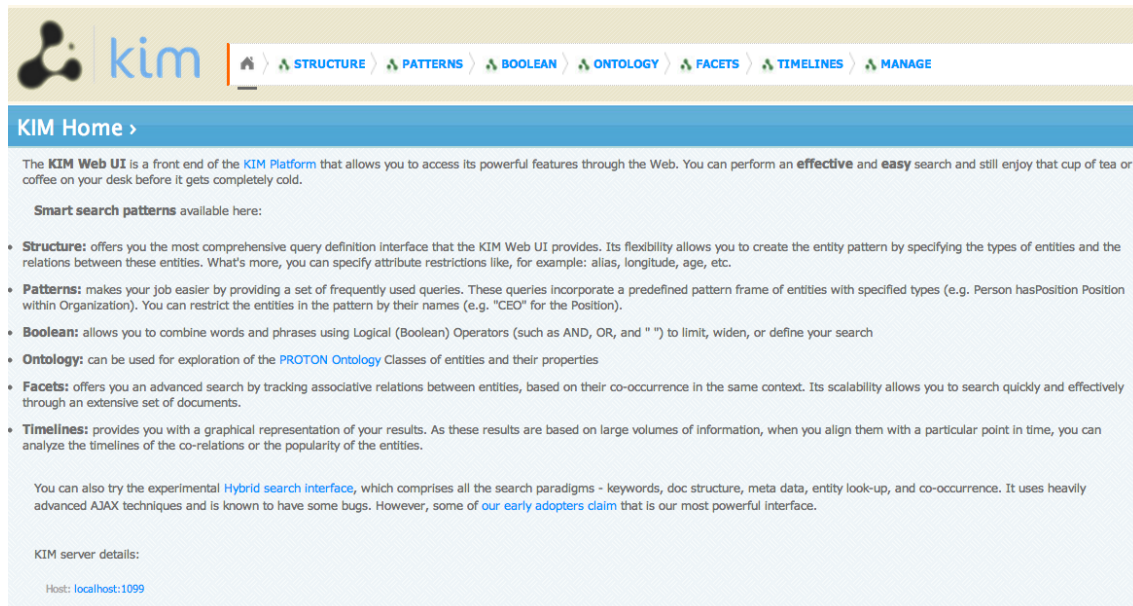 kim
STRUCTURE PATTERNS BOOLEAN ONTOLOGY FACETS TIMELINES MANAGE
KIM Home ›
The KIM Web UI is a front end of the KIM Platform that allows you to access its powerful features through the Web. You can perform an effective and easy search and still enjoy that cup of tea or
coffee on your desk before it gets completely cold.
Smart search patterns available here:
• Structure: offers you the most comprehensive query definition interface that the KIM Web UI provides. Its flexibility allows you to create the entity pattern by specifying the types of entities and the
relations between these entities. What's more, you can specify attribute restrictions like, for example: alias, longitude, age, etc.
• Patterns: makes your job easier by providing a set of frequently used queries. These queries incorporate a predefined pattern frame of entities with specified types (e.g. Person hasPosition Position
within Organization). You can restrict the entities in the pattern by their names (e.g. "CEO" for the Position).
• Boolean: allows you to combine words and phrases using Logical (Boolean) Operators (such as AND, OR, and " ") to limit, widen, or define your search
• Ontology: can be used for exploration of the PROTON Ontology Classes of entities and their properties
• Facets: offers you an advanced search by tracking associative relations between entities, based on their co-occurrence in the same context. Its scalability allows you to search quickly and effectively
through an extensive set of documents.
• Timelines: provides you with a graphical representation of your results. As these results are based on large volumes of information, when you align them with a particular point in time, you can
analyze the timelines of the co-relations or the popularity of the entities.
You can also try the experimental Hybrid search interface, which comprises all the search paradigms - keywords, doc structure, meta data, entity look-up, and co-occurrence. It uses heavily
advanced AJAX techniques and is known to have some bugs. However, some of our early adopters claim that is our most powerful interface.
KIM server details:
Host: localhost:1099